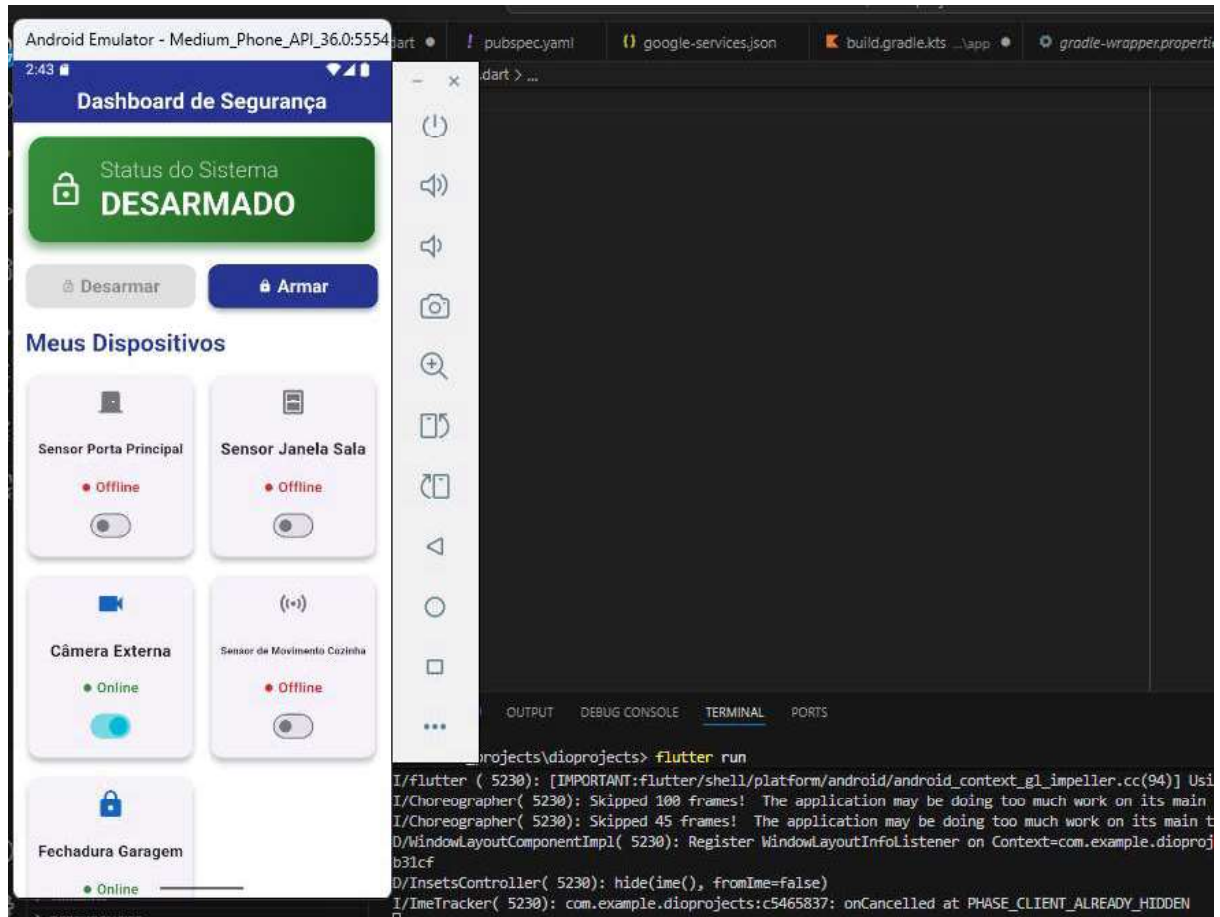 Android Emulator - Medium_Phone_API_36.0:5554
dart
pubspec.yaml
google-services.json
build.gradle.kts ...\app
gradle-wrapper.properti
.dart > ...
2:43
Dashboard de Segurança
Status do Sistema
DESARMADO
Desarmar
Armar
Meus Dispositivos
Sensor Porta Principal
Offline
Sensor Janela Sala
Offline
Câmera Externa
Online
Sensor de Movimento Cozinha
Offline
Fechadura Garagem
Online
OUTPUT
DEBUG CONSOLE
TERMINAL
PORTS
_projects\dioprojects> flutter run
I/flutter ( 5230): [IMPORTANT:flutter/shell/platform/android/android_context_gl_impeller.cc(94)] Usi
I/Choreographer( 5230): Skipped 100 frames!  The application may be doing too much work on its main
I/Choreographer( 5230): Skipped 45 frames!  The application may be doing too much work on its main t
D/WindowLayoutComponentImpl( 5230): Register WindowLayoutInfoListener on Context=com.example.dioproj
b31cf
D/InsetsController( 5230): hide(ime(), fromIme=false)
I/ImeTracker( 5230): com.example.dioprojects:c5465837: onCancelled at PHASE_CLIENT_ALREADY_HIDDEN